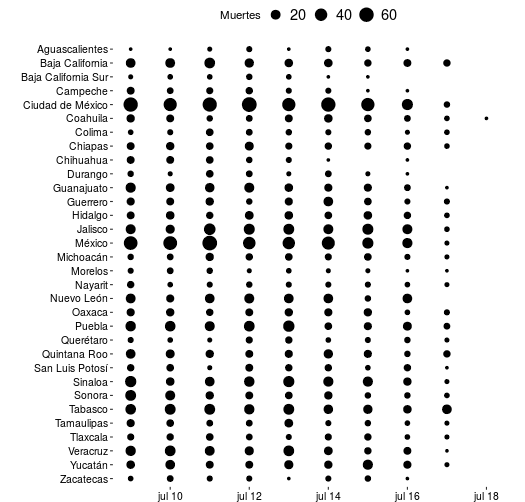 Muertes 20 40 60
Aguascalientes
Baja California
Baja California Sur
Campeche
Ciudad de México
Coahuila
Colima
Chiapas
Chihuahua
Durango
Guanajuato
Guerrero
Hidalgo
Jalisco
México
Michoacán
Morelos
Nayarit
Nuevo León
Oaxaca
Puebla
Querétaro
Quintana Roo
San Luis Potosí
Sinaloa
Sonora
Tabasco
Tamaulipas
Tlaxcala
Veracruz
Yucatán
Zacatecas
jul 10 jul 12 jul 14 jul 16 jul 18